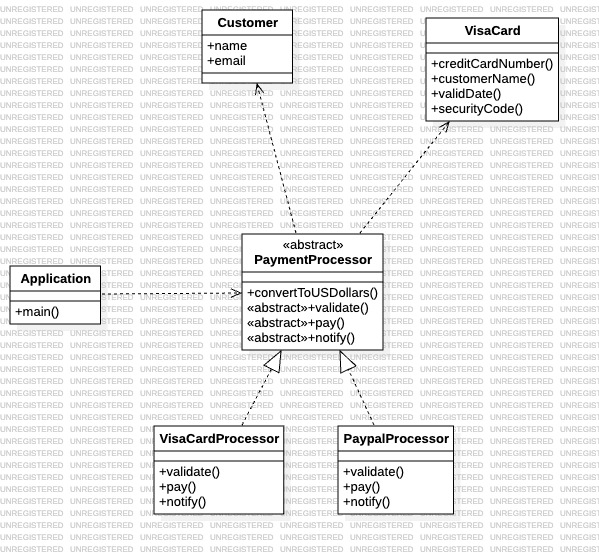 Customer
+name
+email
VisaCard
+creditCardNumber()
+customerName()
+validDate()
+securityCode()
«abstract»
PaymentProcessor
+convertToUSDollars()
«abstract»+validate()
«abstract»+pay()
«abstract»+notify()
Application
+main()
VisaCardProcessor
+validate()
+pay()
+notify()
PaypalProcessor
+validate()
+pay()
+notify()
UNREGISTERED